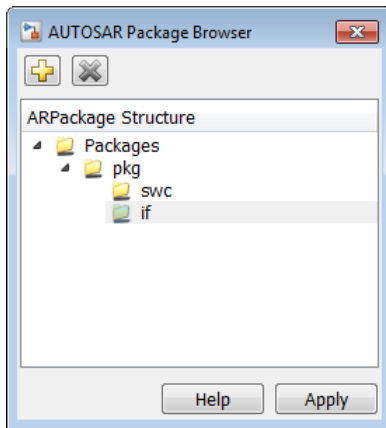 AUTOSAR Package Browser
ARPackage Structure
Packages
pkg
swc
if
Help Apply